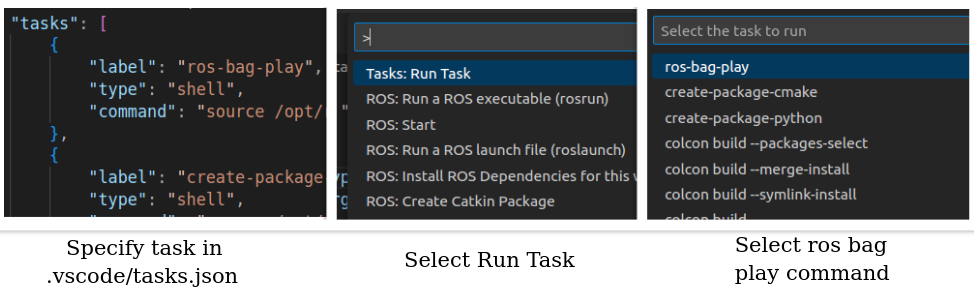 "tasks": [
{
"label": "ros-bag-play",
"type": "shell",
"command": "source /opt/
},
{
"label": "create-package-
"type": "shell",
>
Tasks: Run Task
ROS: Run a ROS executable (rosrun)
ROS: Start
ROS: Run a ROS launch file (roslaunch)
ROS: Install ROS Dependencies for this
ROS: Create Catkin Package
Select the task to run
ros-bag-play
create-package-cmake
create-package-python
colcon build --packages-select
colcon build --merge-install
colcon build --symlink-install
colcon build
Specify task in
.vscode/tasks.json
Select Run Task
Select ros bag
play command